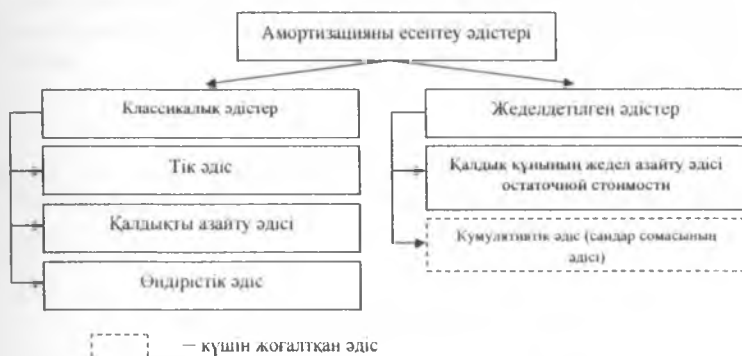 Амортизацияны есептеу әдістері
Классикалық әдістер
Жеделдетілген әдістер
Тік әдіс
Қалдық құнының жедел азайту әдісі
остаточной стоимости
Қалдықты азайту әдісі
Кумулятивтік әдіс (сандар сомасының
әдісі)
Өндірістік әдіс
– күшін жоғалтқан әдіс